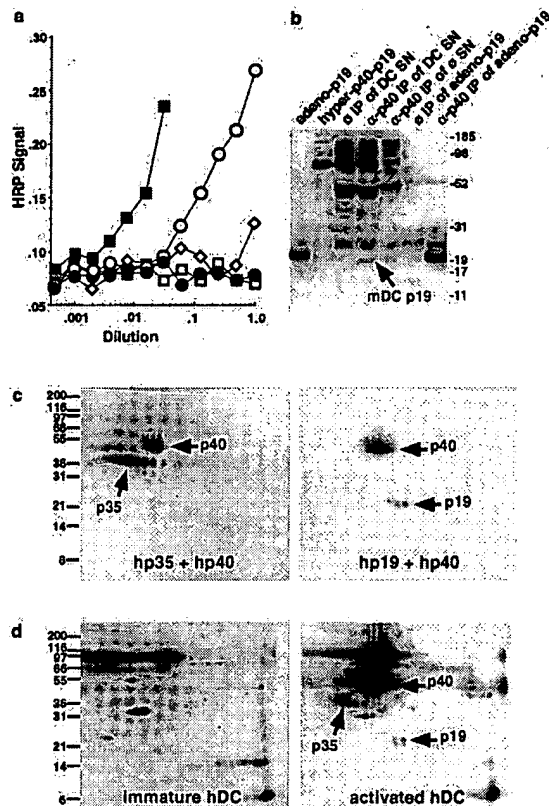 a
.30
.25
.20
.15
.10
.05
HRP Signal
.001
.01
.1
1.0
Dilution
b
adeno-p19
hyper-p40-p19
ø IP of DC SN
α-p40 IP of DC SN
α-p40 IP of ø SN
ø IP of adeno-p19
α-p40 IP of adeno-p19
-185
-98
-52
-31
-19
-17
-11
mDC p19
c
200
116
97
66
55
36
31
21
14
6
p40
p35
hp35 + hp40
p40
p19
hp19 + hp40
d
200
116
97
66
55
36
31
21
14
6
immature hDC
p40
p35
p19
activated hDC